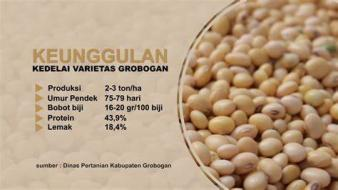 KEUNGGULAN
KEDELAI VARIETAS GROBOGAN
Produksi 2-3 ton/ha
Umur Pendek 75-79 hari
Bobot biji 16-20 gr/100 biji
Protein 43,9%
Lemak 18,4%
sumber : Dinas Pertanian Kabupaten Grobogan